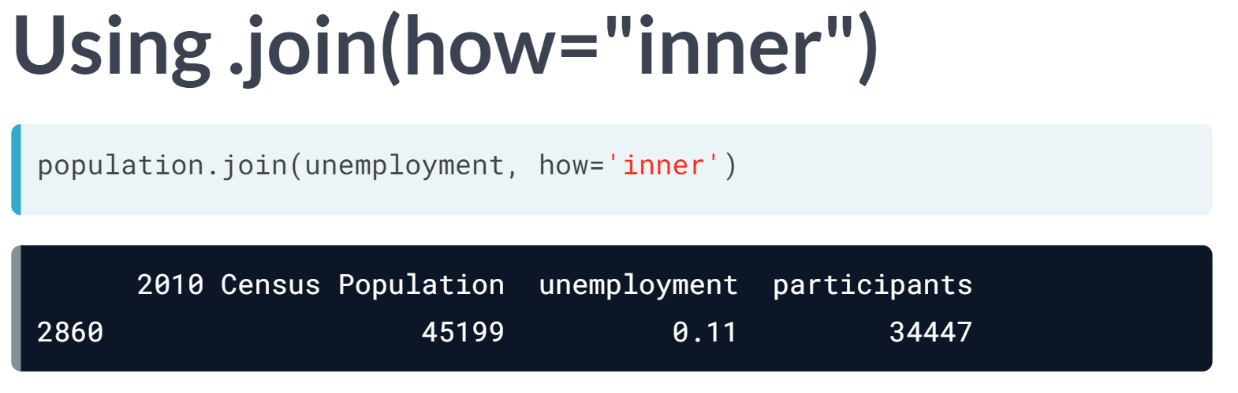 Using .join(how="inner")
population.join(unemployment, how='inner')
2010 Census Population unemployment participants
2860 45199 0.11 34447